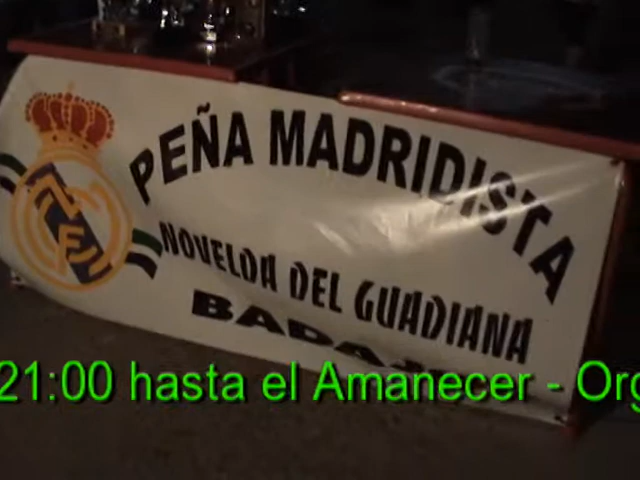 PEÑA MADRIDISTA
NOVELDA DEL GUADIANA
21:00 hasta el Amanecer - Org